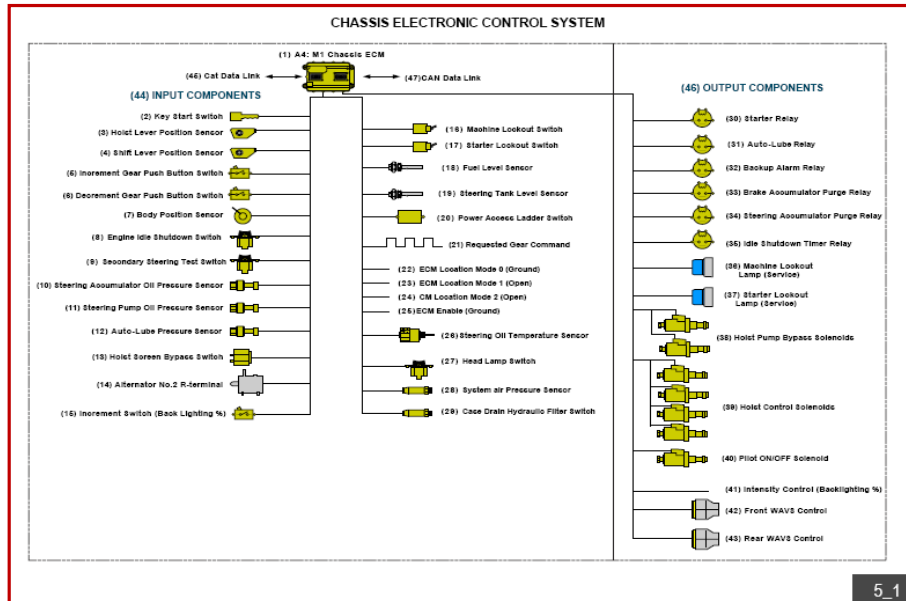 CHASSIS ELECTRONIC CONTROL SYSTEM
(1) A4: M1 Chassis ECM
(45) Cat Data Link
(47)CAN Data Link
(44) INPUT COMPONENTS
(2) Key Start Switch
(3) Hoist Lever Position Sensor
(4) Shift Lever Position Sensor
(5) Increment Gear Push Button Switch
(6) Decrement Gear Push Button Switch
(7) Body Position Sensor
(8) Engine Idle Shutdown Switch
(9) Secondary Steering Test Switch
(10) Steering Accumulator Oil Pressure Sensor
(11) Steering Pump Oil Pressure Sensor
(12) Auto-Lube Pressure Sensor
(13) Hoist Screen Bypass Switch
(14) Alternator No.2 R-terminal
(15) Increment Switch (Back Lighting %)
(16) Machine Lockout Switch
(17) Starter Lockout Switch
(18) Fuel Level Sensor
(19) Steering Tank Level Sensor
(20) Power Access Ladder Switch
(21) Requested Gear Command
(22) ECM Location Mode 0 (Ground)
(23) ECM Location Mode 1 (Open)
(24) CM Location Mode 2 (Open)
(25)ECM Enable (Ground)
(26)Steering Oil Temperature Sensor
(27) Head Lamp Switch
(28) System air Pressure Sensor
(29) Case Drain Hydraulic Filter Switch
(46) OUTPUT COMPONENTS
(30) Starter Relay
(31) Auto-Lube Relay
(32) Backup Alarm Relay
(33) Brake Accumulator Purge Relay
(34) Steering Accumulator Purge Relay
(35) Idle Shutdown Timer Relay
(36) Machine Lockout
Lamp (Service)
(37) Starter Lockout
Lamp (Service)
(38) Hoist Pump Bypass Solenoids
(39) Hoist Control Solenoids
(40) Pilot ON/OFF Solenoid
(41) Intensity Control (Backlighting %)
(42) Front WAVS Control
(43) Rear WAVS Control
5_1